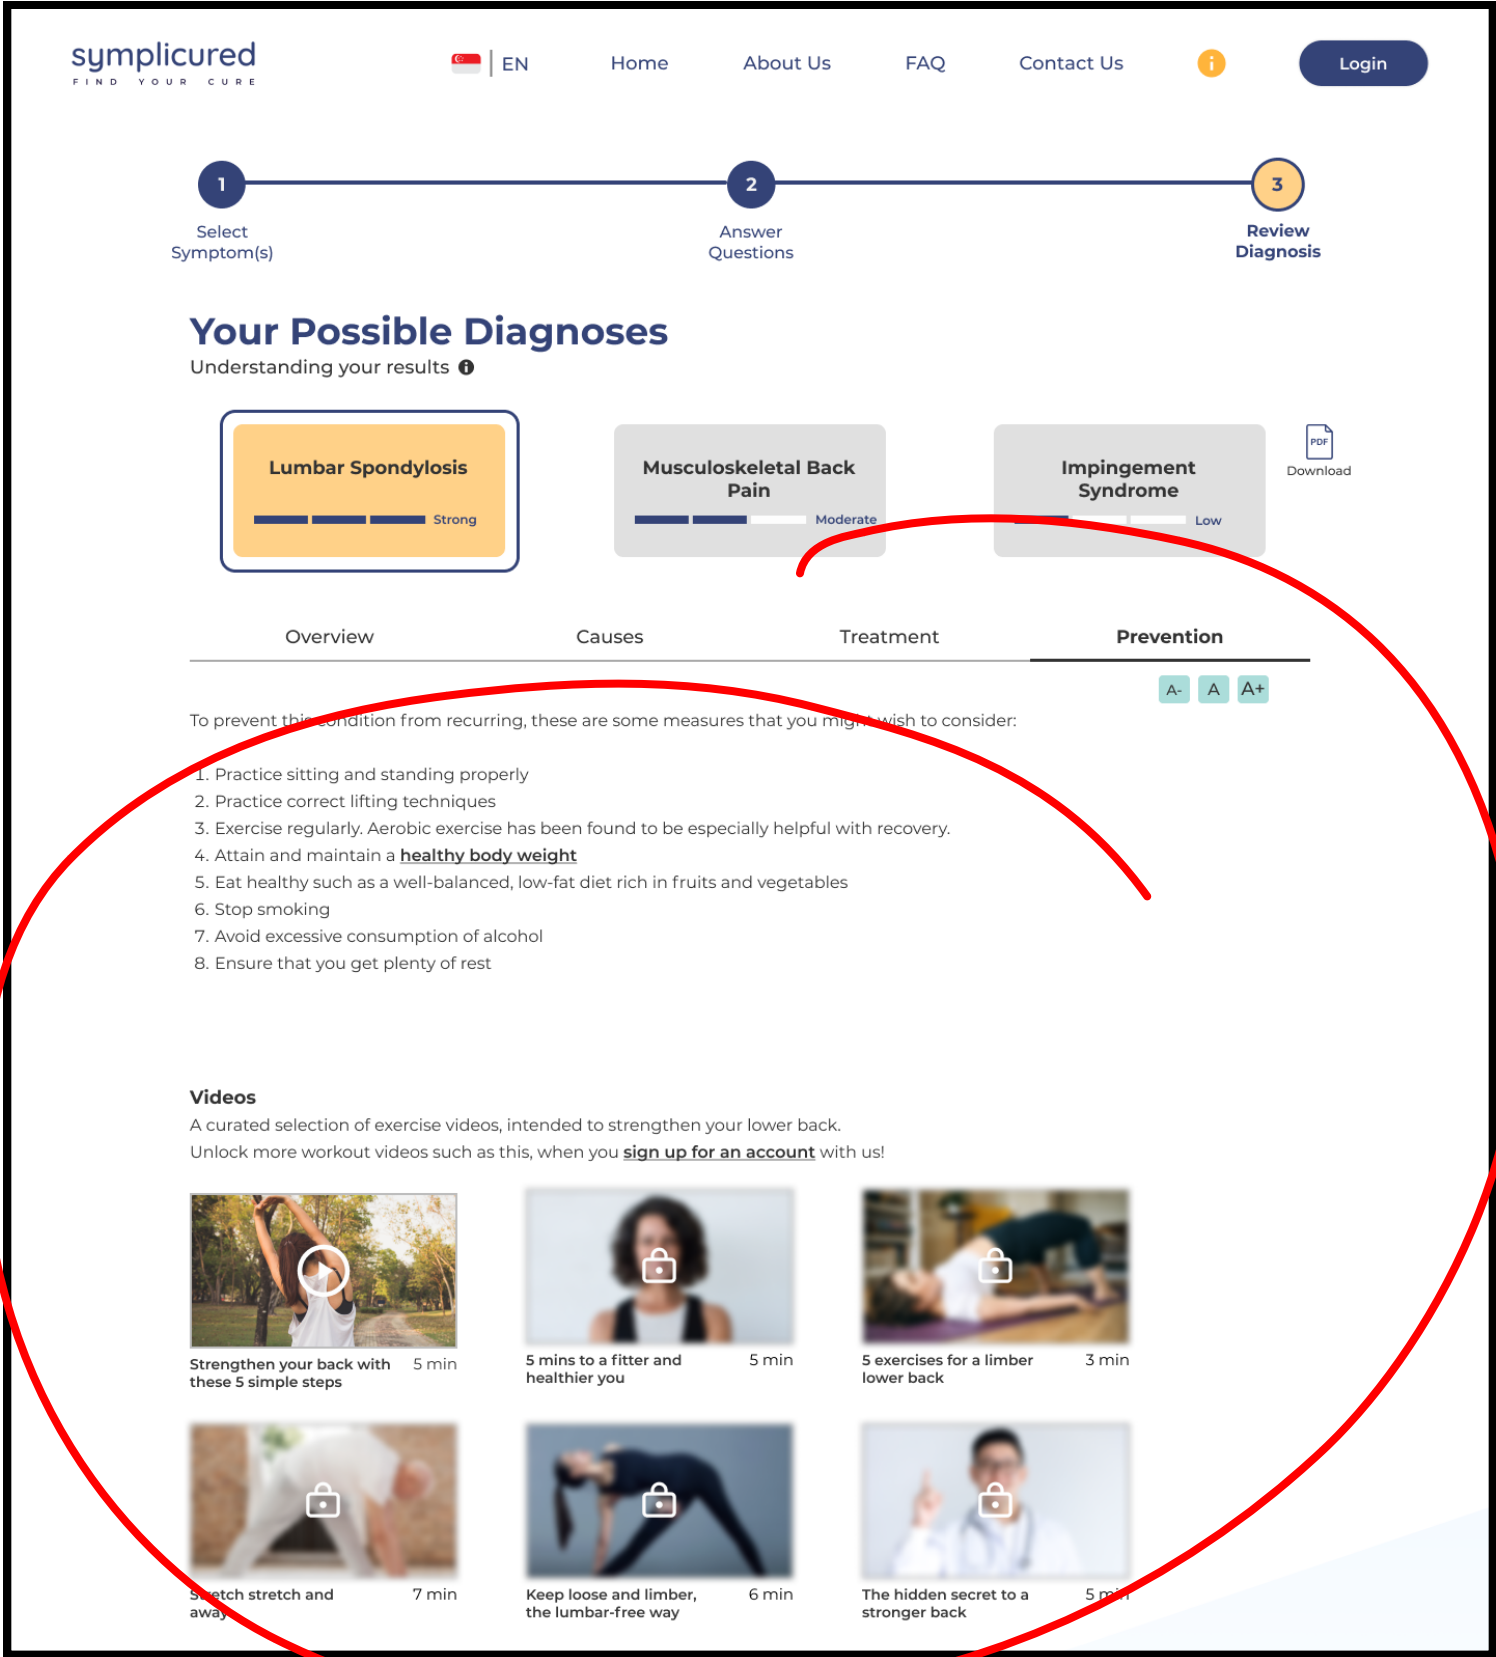 symplicured
FIND YOUR CURE
EN
Home
About Us
FAQ
Contact Us
i
Login
1
2
3
Select
Symptom(s)
Answer
Questions
Review
Diagnosis
Your Possible Diagnoses
Understanding your results i
Lumbar Spondylosis
Strong
Musculoskeletal Back
Pain
Moderate
Impingement
Syndrome
Low
PDF
Download
Overview
Causes
Treatment
Prevention
A-
A
A+
To prevent this condition from recurring, these are some measures that you might wish to consider:
1. Practice sitting and standing properly
2. Practice correct lifting techniques
3. Exercise regularly. Aerobic exercise has been found to be especially helpful with recovery.
4. Attain and maintain a healthy body weight
5. Eat healthy such as a well-balanced, low-fat diet rich in fruits and vegetables
6. Stop smoking
7. Avoid excessive consumption of alcohol
8. Ensure that you get plenty of rest
Videos
A curated selection of exercise videos, intended to strengthen your lower back.
Unlock more workout videos such as this, when you sign up for an account with us!
Strengthen your back with
these 5 simple steps
5 min
5 mins to a fitter and
healthier you
5 min
5 exercises for a limber
lower back
3 min
Stretch stretch and
away
7 min
Keep loose and limber,
the lumbar-free way
6 min
The hidden secret to a
stronger back
5 min